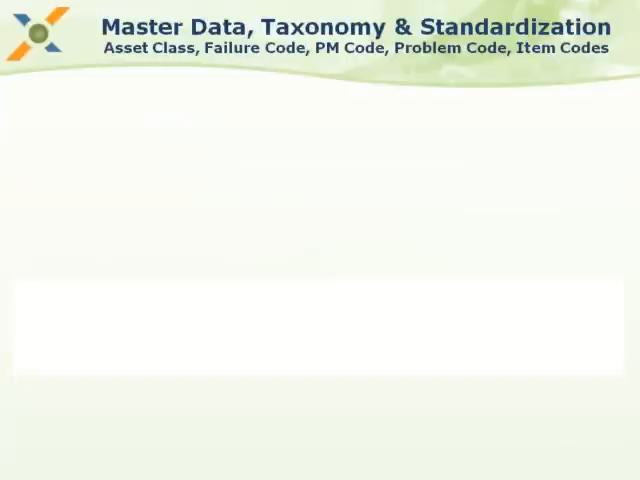 Master Data, Taxonomy & Standardization
Asset Class, Failure Code, PM Code, Problem Code, Item Codes